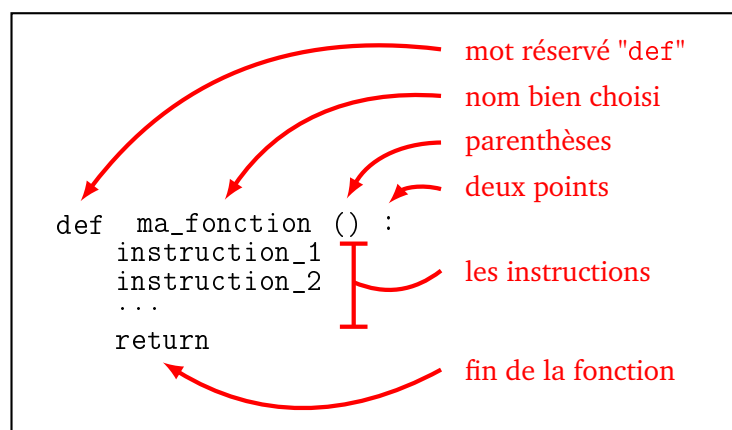 mot réservé "def"
nom bien choisi
parenthèses
deux points
def ma_fonction () :
instruction_1
instruction_2
...
return
les instructions
fin de la fonction